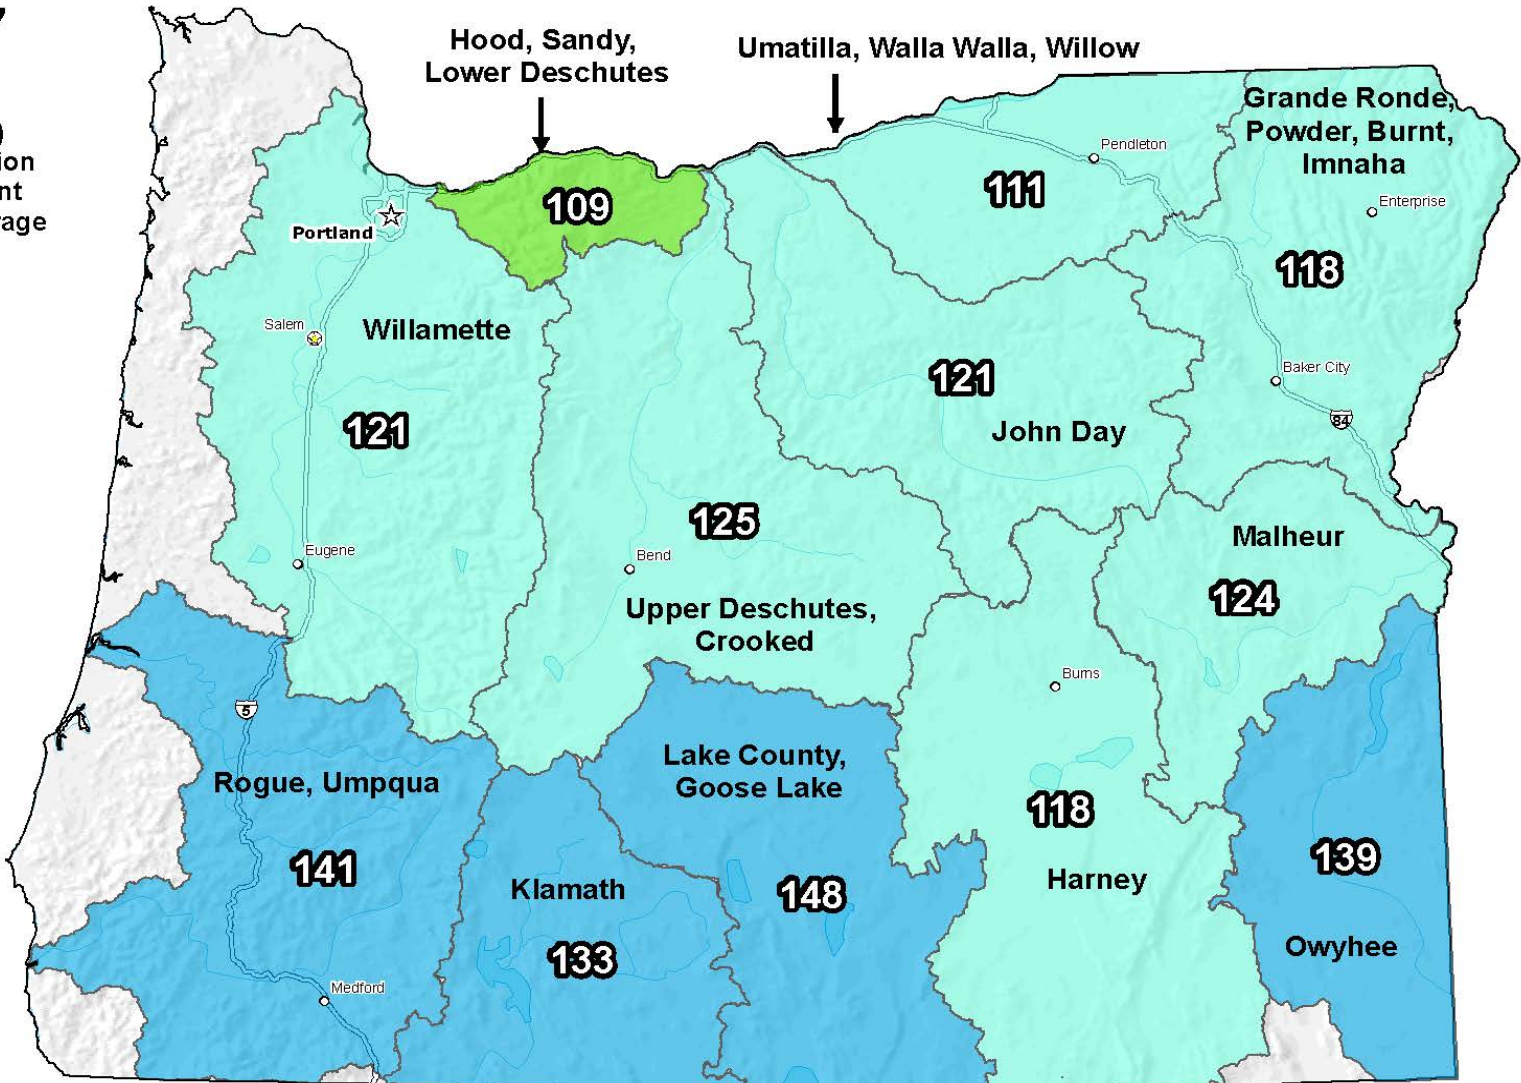 ion
nt
age
Hood, Sandy,
Lower Deschutes
Umatilla, Walla Walla, Willow
Grande Ronde,
Powder, Burnt,
Imnaha
Pendleton
Enterprise
109
111
Portland
118
Salem
Willamette
121
121
John Day
Baker City
84
125
Malheur
Eugene
Bend
124
Upper Deschutes,
Crooked
Burns
5
Lake County,
Goose Lake
Rogue, Umpqua
118
141
Klamath
148
Harney
139
133
Owyhee
Medford